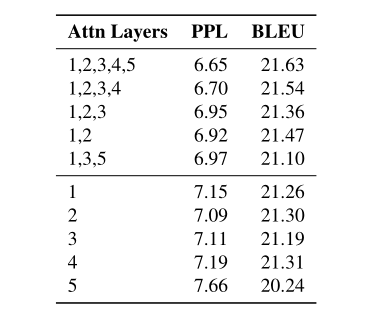 Attn Layers PPL BLEU
1,2,3,4,5 6.65 21.63
1,2,3,4 6.70 21.54
1,2,3 6.95 21.36
1,2 6.92 21.47
1,3,5 6.97 21.10
1 7.15 21.26
2 7.09 21.30
3 7.11 21.19
4 7.19 21.31
5 7.66 20.24